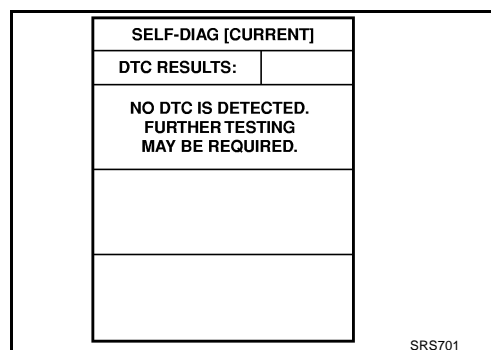 SELF-DIAG [CURRENT]
DTC RESULTS:
NO DTC IS DETECTED.
FURTHER TESTING
MAY BE REQUIRED.
SRS701